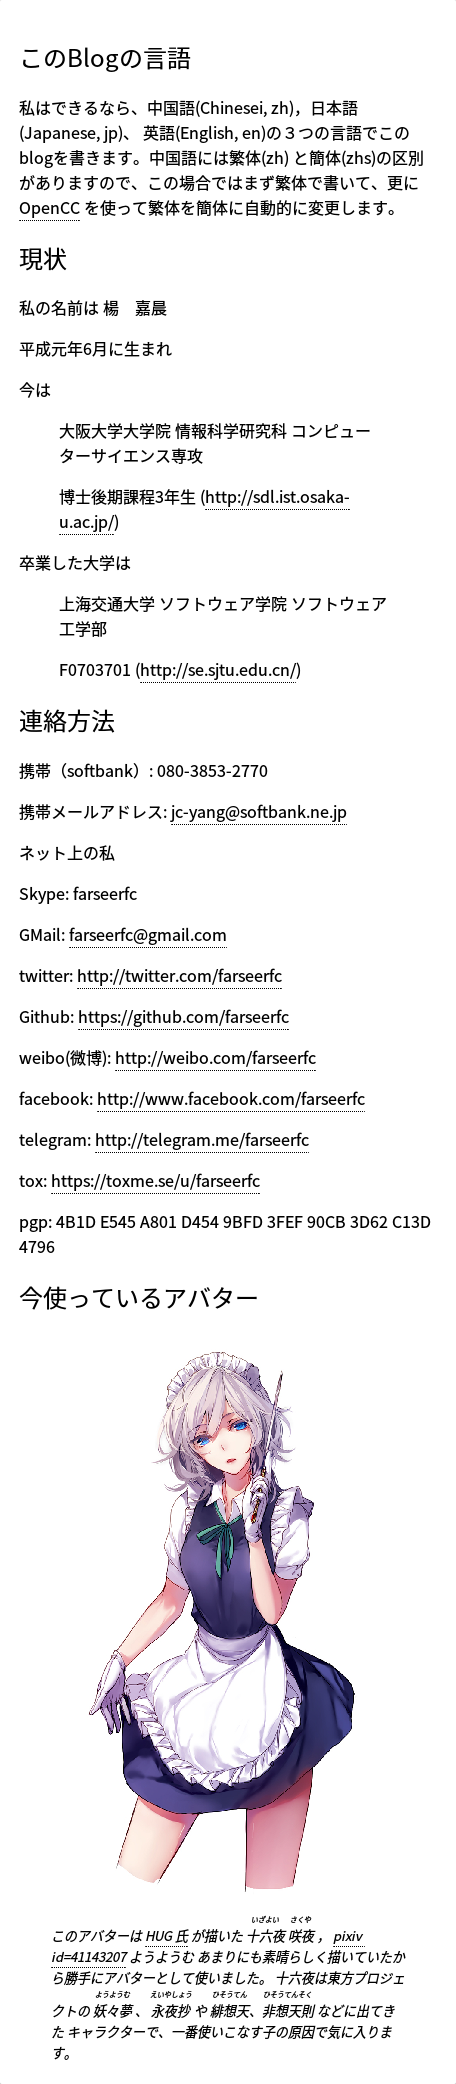 このBlogの言語
私はできるなら、中国語(Chinesei, zh)，日本語
(Japanese, jp)、 英語(English, en)の３つの言語でこの
blogを書きます。中国語には繁体(zh) と簡体(zhs)の区別
がありますので、この場合ではまず繁体で書いて、更に
OpenCC を使って繁体を簡体に自動的に変更します。
現状
私の名前は 楊　嘉晨
平成元年6月に生まれ
今は
大阪大学大学院 情報科学研究科 コンピュー
ターサイエンス専攻
博士後期課程3年生 (http://sdl.ist.osaka-
u.ac.jp/)
卒業した大学は
上海交通大学 ソフトウェア学院 ソフトウェア
工学部
F0703701 (http://se.sjtu.edu.cn/)
連絡方法
携帯（softbank）: 080-3853-2770
携帯メールアドレス: jc-yang@softbank.ne.jp
ネット上の私
Skype: farseerfc
GMail: farseerfc@gmail.com
twitter: http://twitter.com/farseerfc
Github: https://github.com/farseerfc
weibo(微博): http://weibo.com/farseerfc
facebook: http://www.facebook.com/farseerfc
telegram: http://telegram.me/farseerfc
tox: https://toxme.se/u/farseerfc
pgp: 4B1D E545 A801 D454 9BFD 3FEF 90CB 3D62 C13D
4796
今使っているアバター
いざよい さくや
このアバターは HUG 氏 が描いた 十六夜 咲夜 ， pixiv
id=41143207 ようようむ あまりにも素晴らしく描いていたか
ら勝手にアバターとして使いました。 十六夜は東方プロジェ
ようようむ えいやしょう ひそうてん ひそうてんそく
クトの 妖々夢 、 永夜抄 や 緋想天、非想天則 などに出てき
た キャラクターで、一番使いこなす子の原因で気に入りま
す。